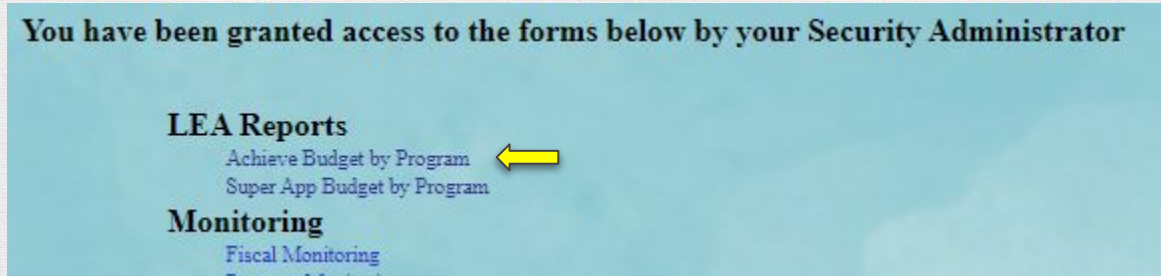 You have been granted access to the forms below by your Security Administrator
LEA Reports
Achieve Budget by Program
Super App Budget by Program
Monitoring
Fiscal Monitoring